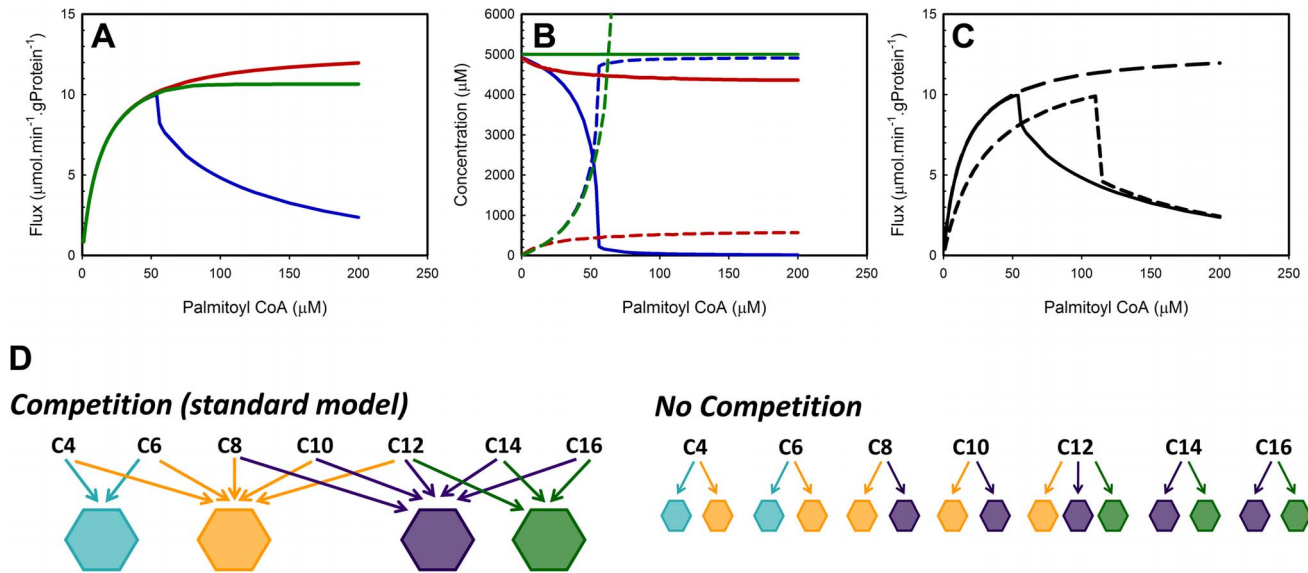 A
Flux (µmol.min⁻¹.gProtein⁻¹)
15
10
5
0
0 50 100 150 200 250
Palmitoyl CoA (µM)
B
Concentration (µM)
6000
5000
4000
3000
2000
1000
0
0 50 100 150 200 250
Palmitoyl CoA (µM)
C
Flux (µmol.min⁻¹.gProtein⁻¹)
15
10
5
0
0 50 100 150 200 250
Palmitoyl CoA (µM)
D
Competition (standard model)
C4 C6 C8 C10 C12 C14 C16
No Competition
C4 C6 C8 C10 C12 C14 C16